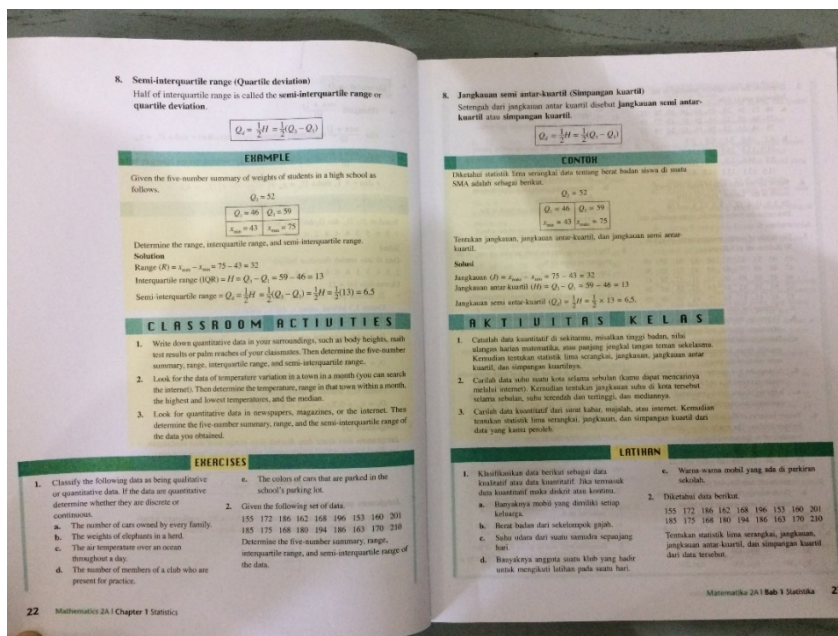 8. Semi-interquartile range (Quartile deviation)
Half of interquartile range is called the semi-interquartile range or
quartile deviation.
Q_d = 1/2 H = 1/2 (Q₃ − Q₁)
EXAMPLE
Given the five-number summary of weights of students in a high school as
follows.
Q₂ = 52
Q₁ = 46 Q₃ = 59
x_min = 43 x_max = 75
Determine the range, interquartile range, and semi-interquartile range.
Solution
Range (R) = x_max − x_min = 75 − 43 = 32
Interquartile range (IQR) = H = Q₃ − Q₁ = 59 − 46 = 13
Semi-interquartile range = Q_d = 1/2 H = 1/2 (Q₃ − Q₁) = 1/2 H = 1/2 (13) = 6.5
CLASSROOM ACTIVITIES
1. Write down quantitative data in your surroundings, such as body heights, math
test results or palm reaches of your classmates. Then determine the five-number
summary, range, interquartile range, and semi-interquartile range.
2. Look for the data of temperature variation in a town in a month (you can search
the internet). Then determine the temperature, range in that town within a month,
the highest and lowest temperatures, and the median.
3. Look for quantitative data in newspapers, magazines, or the internet. Then
determine the five-number summary, range, and the semi-interquartile range of
the data you obtained.
EXERCISES
1. Classify the following data as being qualitative
or quantitative data. If the data are quantitative
determine whether they are discrete or
continuous.
a. The number of cars owned by every family.
b. The weights of elephants in a herd.
c. The air temperature over an ocean
throughout a day.
d. The number of members of a club who are
present for practice.
e. The colors of cars that are parked in the
school's parking lot.
2. Given the following set of data.
155 172 186 162 168 196 153 160 201
185 175 168 180 194 186 163 170 210
Determine the five-number summary, range,
interquartile range, and semi-interquartile range of
the data.
22 Mathematics 2A | Chapter 1 Statistics
8. Jangkauan semi antar-kuartil (Simpangan kuartil)
Setengah dari jangkauan antar kuartil disebut jangkauan semi antar-
kuartil atau simpangan kuartil.
Q_d = 1/2 H = 1/2 (Q₃ − Q₁)
CONTOH
Diketahui statistik lima serangkai data tentang berat badan siswa di suatu
SMA adalah sebagai berikut.
Q₂ = 52
Q₁ = 46 Q₃ = 59
x_min = 43 x_max = 75
Tentukan jangkauan, jangkauan antar-kuartil, dan jangkauan semi antar-
kuartil.
Solusi
Jangkauan (J) = x_max − x_min = 75 − 43 = 32
Jangkauan antar kuartil (H) = Q₃ − Q₁ = 59 − 46 = 13
Jangkauan semi antar-kuartil (Q_d) = 1/2 H = 1/2 × 13 = 6,5.
AKTIVITAS KELAS
1. Catatlah data kuantitatif di sekitarmu, misalkan tinggi badan, nilai
ulangan harian matematika, atau panjang jengkal tangan teman sekelasmu.
Kemudian tentukan statistik lima serangkai, jangkauan, jangkauan antar
kuartil, dan simpangan kuartilnya.
2. Carilah data suhu suatu kota selama sebulan (kamu dapat mencarinya
melalui internet). Kemudian tentukan jangkauan suhu di kota tersebut
selama sebulan, suhu terendah dan tertinggi, dan mediannya.
3. Carilah data kuantitatif dari surat kabar, majalah, atau internet. Kemudian
tentukan statistik lima serangkai, jangkauan, dan simpangan kuartil dari
data yang kamu peroleh.
LATIHAN
1. Klasifikasikan data berikut sebagai data
kualitatif atau data kuantitatif. Jika termasuk
data kuantitatif maka diskrit atau kontinu.
a. Banyaknya mobil yang dimiliki setiap
keluarga.
b. Berat badan dari sekelompok gajah.
c. Suhu udara dari suatu samudra sepanjang
hari.
d. Banyaknya anggota suatu klub yang hadir
untuk mengikuti latihan pada suatu hari.
e. Warna-warna mobil yang ada di parkiran
sekolah.
2. Diketahui data berikut.
155 172 186 162 168 196 153 160 201
185 175 168 180 194 186 163 170 210
Tentukan statistik lima serangkai, jangkauan,
jangkauan antar-kuartil, dan simpangan kuartil
dari data tersebut.
Matematika 2A | Bab 1 Statistika 2